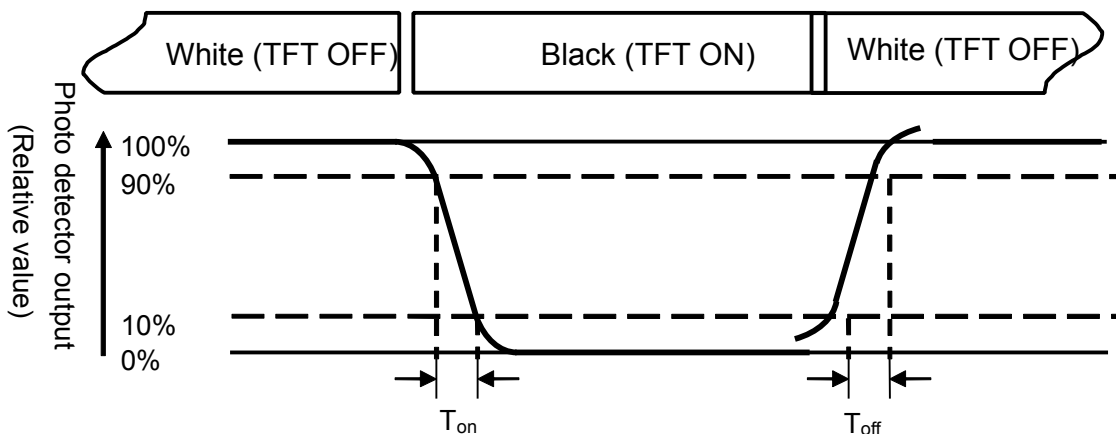 White (TFT OFF)
Black (TFT ON)
White (TFT OFF)
Photo detector output
(Relative value)
100%
90%
10%
0%
Ton
Toff